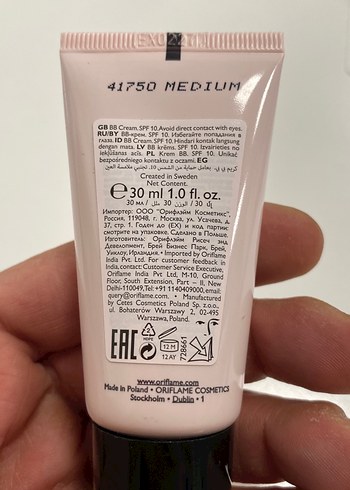 41750 MEDIUM
GB BB Cream. SPF 10. Avoid direct contact with eyes.
RU/BY BB-крем. SPF 10. Избегать попадания в
глаза. ID BB Cream. SPF 10. Hindari kontak langsung
dengan mata. LV BB krēms. SPF 10. Izvairieties no
iekļūšanas acīs. PL Krem BB. SPF 10. Unikać
bezpośredniego kontaktu z oczami. EG
Created in Sweden
Net Content:
℮ 30 ml 1.0 fl. oz.
Импортер: ООО "Орифлэйм Косметикс",
Россия, 119048, г. Москва, ул. Усачева, д.
37, стр. 1. Годен до (EX) и код партии:
смотрите на упаковке. Сделано в Польше.
Изготовитель: Орифлэйм Рисерч энд
Дивелопмент, Брей Бизнес Парк, Брей,
Уиклоу, Ирландия. • Imported by Oriflame
India Pvt. Ltd. For customer feedback in
India, contact: Customer Service Executive,
Oriflame India Pvt Ltd, M-10, Ground
Floor, South Extension, Part – II, New
Delhi-110049, Tel: +91 1140409000, email:
query@oriflame.com • Manufactured
by Cetes Cosmetics Poland Sp. z o.o.
ul. Bohaterów Warszawy 2, 02-495
Warszawa, Poland.
EAC
2
HDPE
12 M
12 AY
728661
www.oriflame.com
Made in Poland • ORIFLAME COSMETICS
Stockholm • Dublin • 1